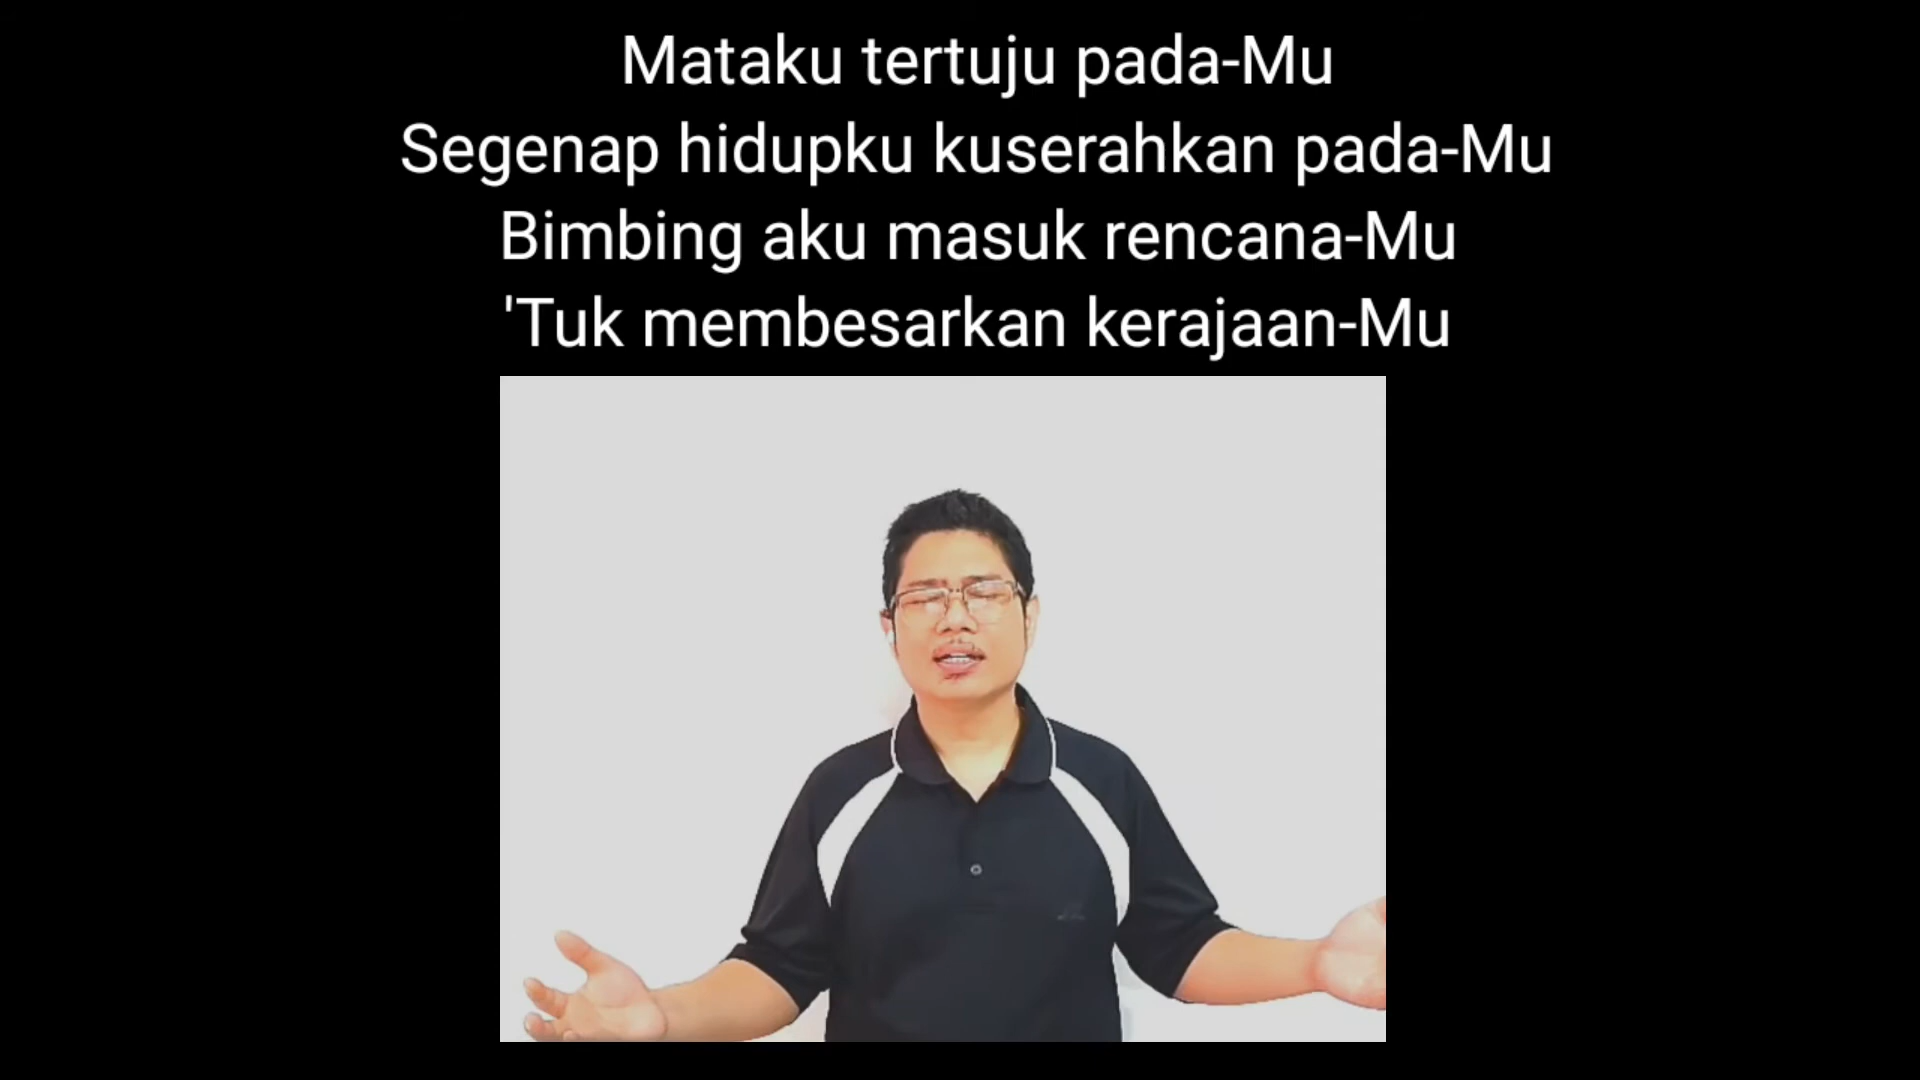 Mataku tertuju pada-Mu
Segenap hidupku kuserahkan pada-Mu
Bimbing aku masuk rencana-Mu
'Tuk membesarkan kerajaan-Mu